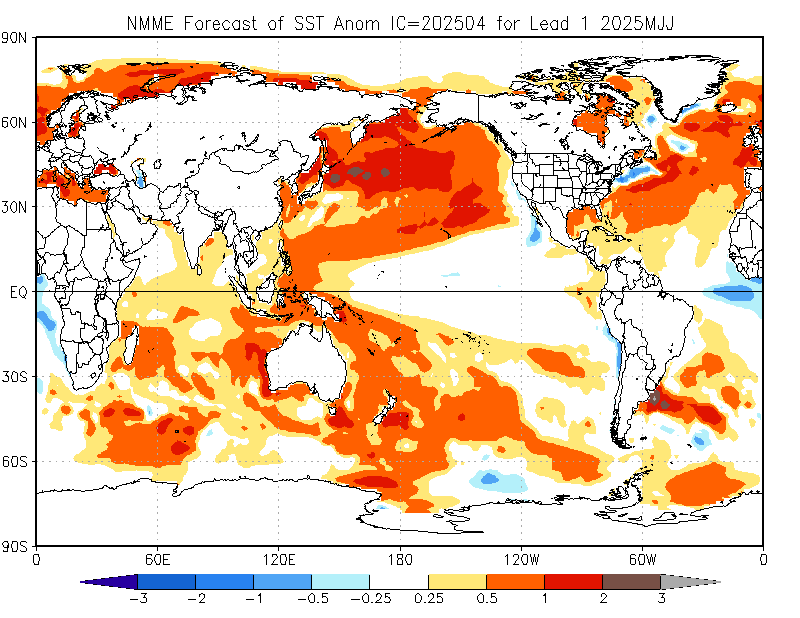 NMME Forecast of SST Anom IC=202504 for Lead 1 2025MJJ
90N
60N
30N
EQ
30S
60S
90S
0 60E 120E 180 120W 60W 0
-3 -2 -1 -0.5 -0.25 0.25 0.5 1 2 3